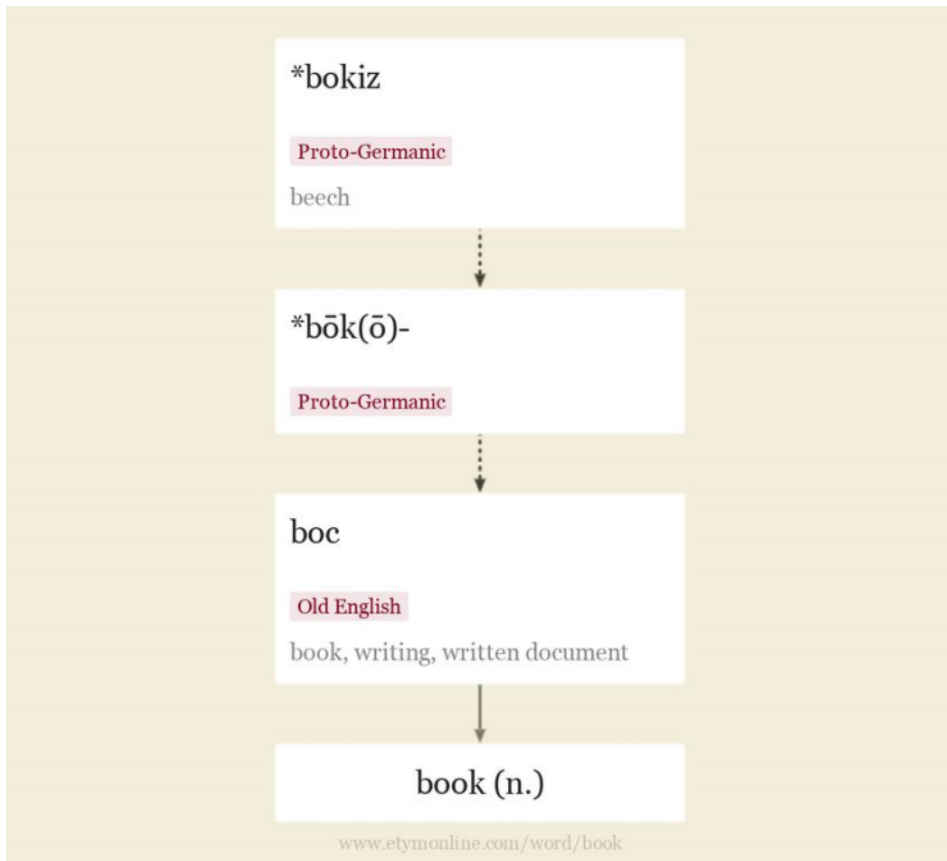 *bokiz
Proto-Germanic
beech
*bōk(ō)-
Proto-Germanic
boc
Old English
book, writing, written document
book (n.)
www.etymonline.com/word/book